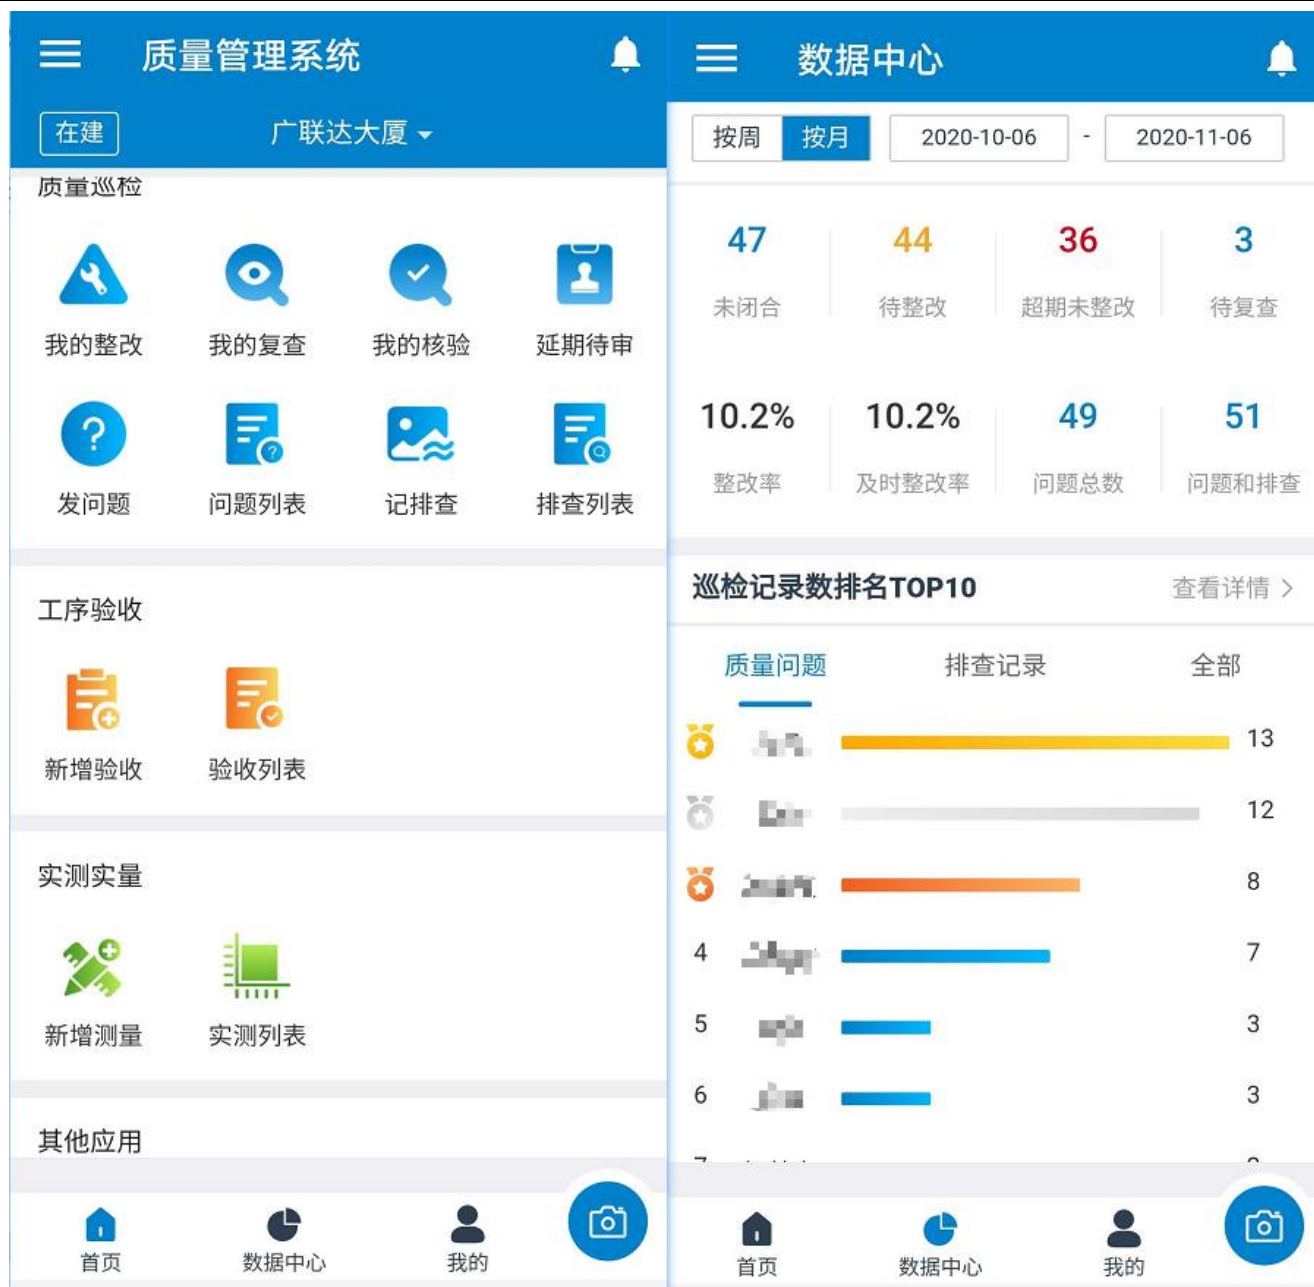 质量管理系统
在建
广联达大厦
质量巡检
我的整改 我的复查 我的核验 延期待审
发问题 问题列表 记排查 排查列表
工序验收
新增验收 验收列表
实测实量
新增测量 实测列表
其他应用
首页 数据中心 我的
数据中心
按周 按月 2020-10-06 - 2020-11-06
47 44 36 3
未闭合 待整改 超期未整改 待复查
10.2% 10.2% 49 51
整改率 及时整改率 问题总数 问题和排查
巡检记录数排名TOP10 查看详情
质量问题 排查记录 全部
13
12
8
4 7
5 3
6 3
首页 数据中心 我的